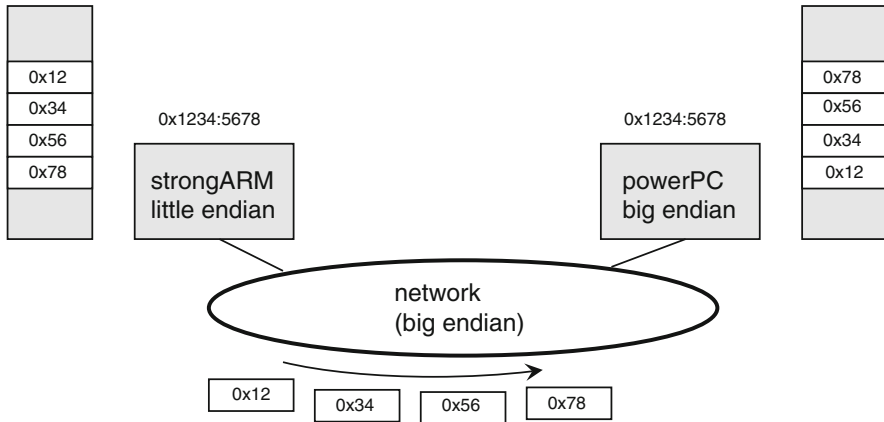 0x12
0x34
0x56
0x78
0x1234:5678
strongARM
little endian
0x1234:5678
powerPC
big endian
0x78
0x56
0x34
0x12
network
(big endian)
0x12
0x34
0x56
0x78